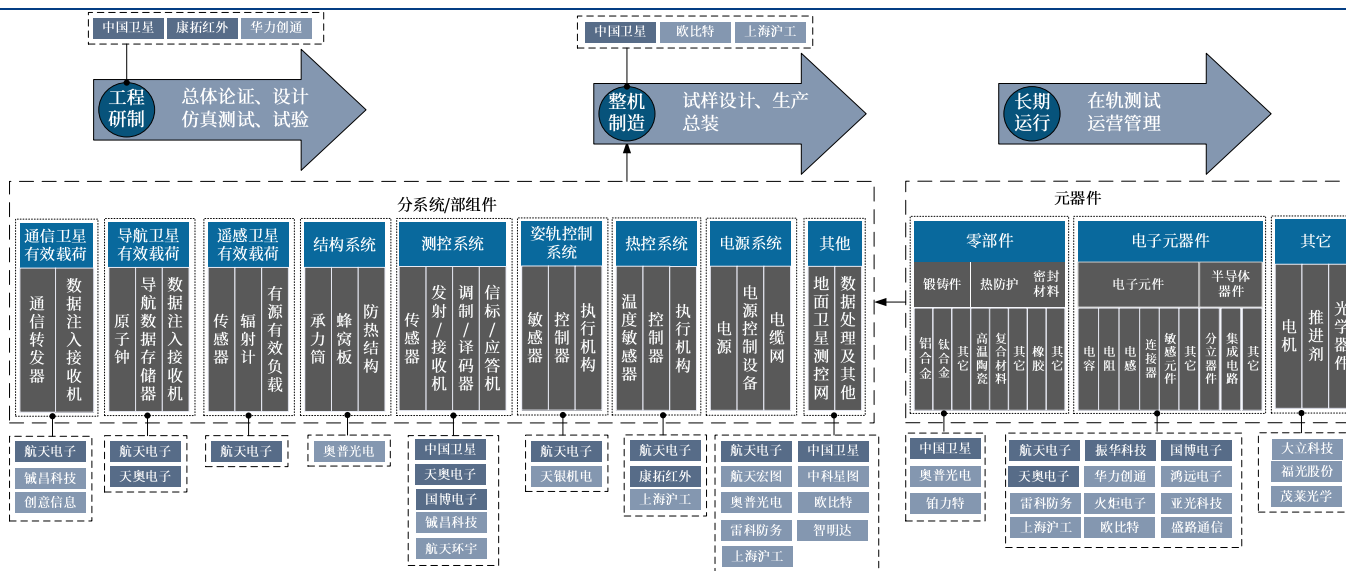 中国卫星 康拓红外 华力创通
中国卫星 欧比特 上海沪工
工程
研制
总体论证、设计
仿真测试、试验
整机
制造
试样设计、生产
总装
长期
运行
在轨测试
运营管理
分系统/部组件
通信卫星
有效载荷
通信转发器
数据注入接收机
导航卫星
有效载荷
原子钟
导航数据存储器
数据注入接收机
遥感卫星
有效载荷
传感器
辐射计
有源有效负载
结构系统
承力筒
蜂窝板
防热结构
测控系统
传感器
发射/接收机
调制/译码器
信标/应答机
姿轨控制
系统
敏感器
控制器
执行机构
热控系统
温度敏感器
控制器
执行机构
电源系统
电源
电源控制设备
电缆网
其他
地面卫星测控网
数据处理及其他
元器件
零部件
锻铸件
铝合金
钛合金
其它
热防护
高温陶瓷
复合材料
其它
密封
材料
橡胶
其它
电子元器件
电子元件
电容
电阻
电感
连接器
敏感元件
其它
半导体
器件
分立器件
集成电路
其它
其它
电机
推进剂
光学器件
航天电子
铖昌科技
创意信息
航天电子
天奥电子
航天电子
奥普光电
中国卫星
天奥电子
国博电子
铖昌科技
航天环宇
航天电子
天银机电
航天电子
康拓红外
上海沪工
航天电子 中国卫星
航天宏图 中科星图
奥普光电 欧比特
雷科防务 智明达
上海沪工
中国卫星
奥普光电
铂力特
航天电子 振华科技 国博电子
天奥电子 华力创通 鸿远电子
雷科防务 火炬电子 亚光科技
上海沪工 欧比特 盛路通信
大立科技
福光股份
茂莱光学